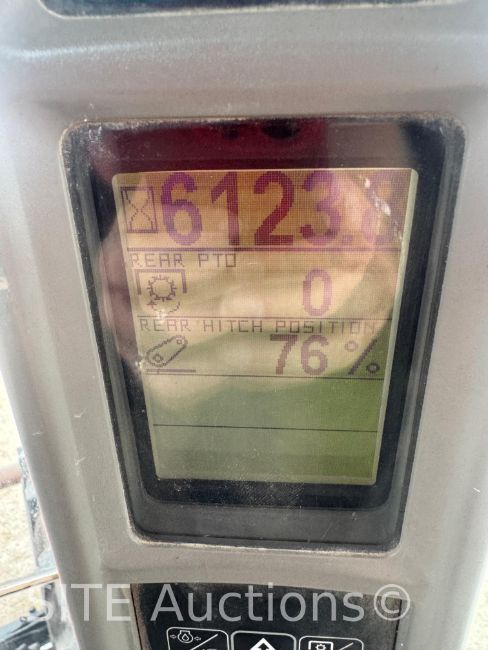 6123.
REAR PTO
0
REAR HITCH POSITION
76 %
SITE Auctions©